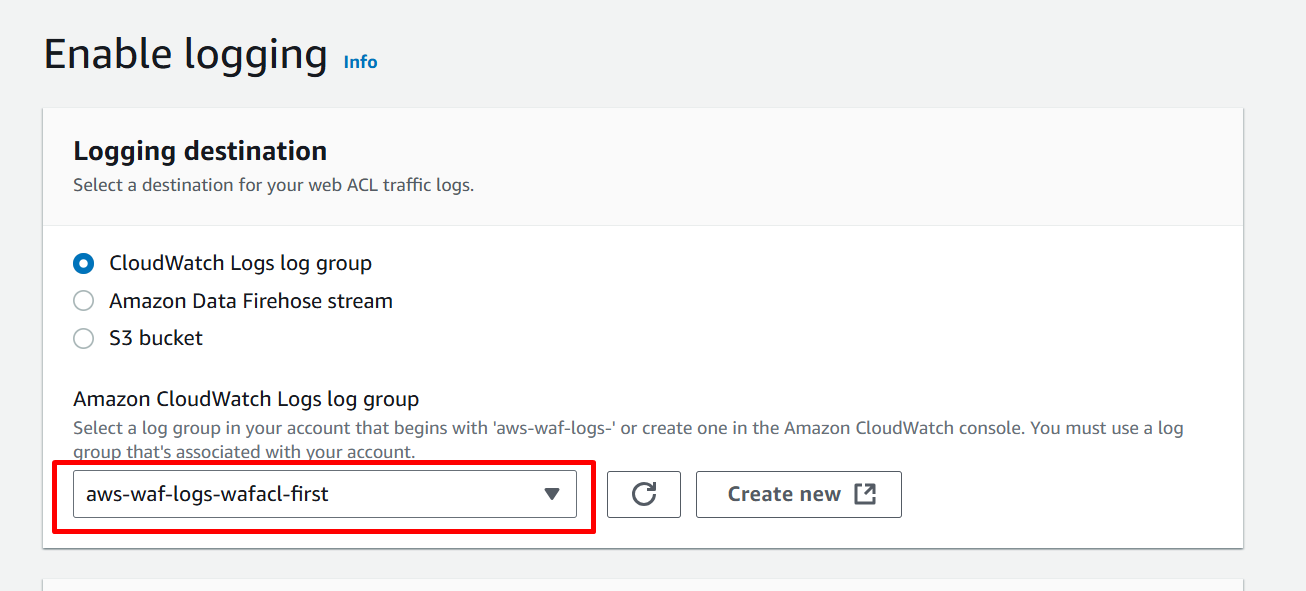 Enable logging Info
Logging destination
Select a destination for your web ACL traffic logs.
CloudWatch Logs log group
Amazon Data Firehose stream
S3 bucket
Amazon CloudWatch Logs log group
Select a log group in your account that begins with 'aws-waf-logs-' or create one in the Amazon CloudWatch console. You must use a log
group that's associated with your account.
aws-waf-logs-wafacl-first Create new